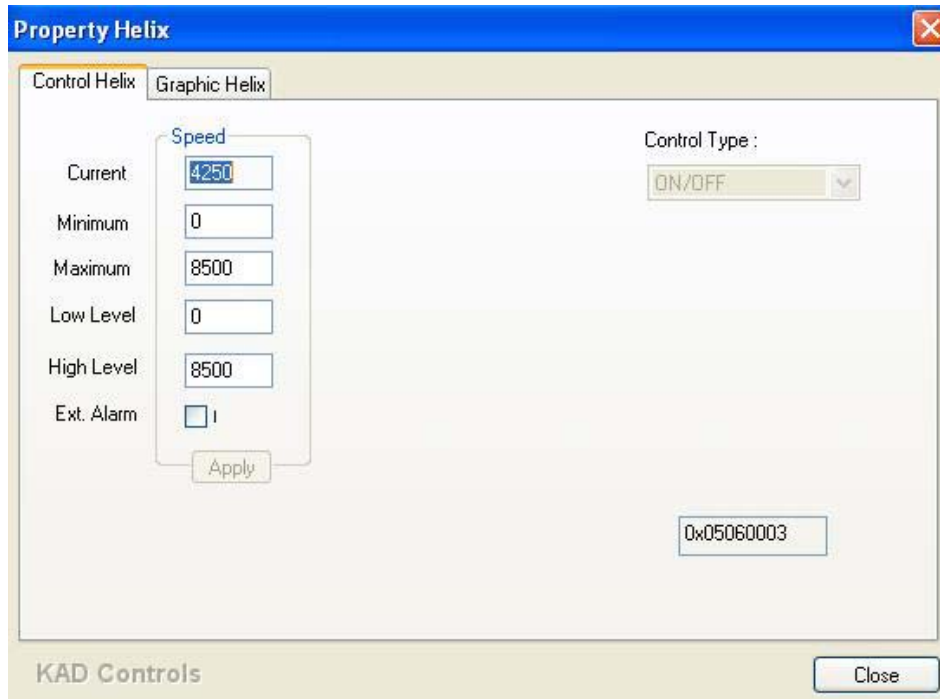 Property Helix
Control Helix Graphic Helix
Speed
Control Type :
Current 4250
ON/OFF
Minimum 0
Maximum 8500
Low Level 0
High Level 8500
Ext. Alarm I
Apply
0x05060003
KAD Controls
Close